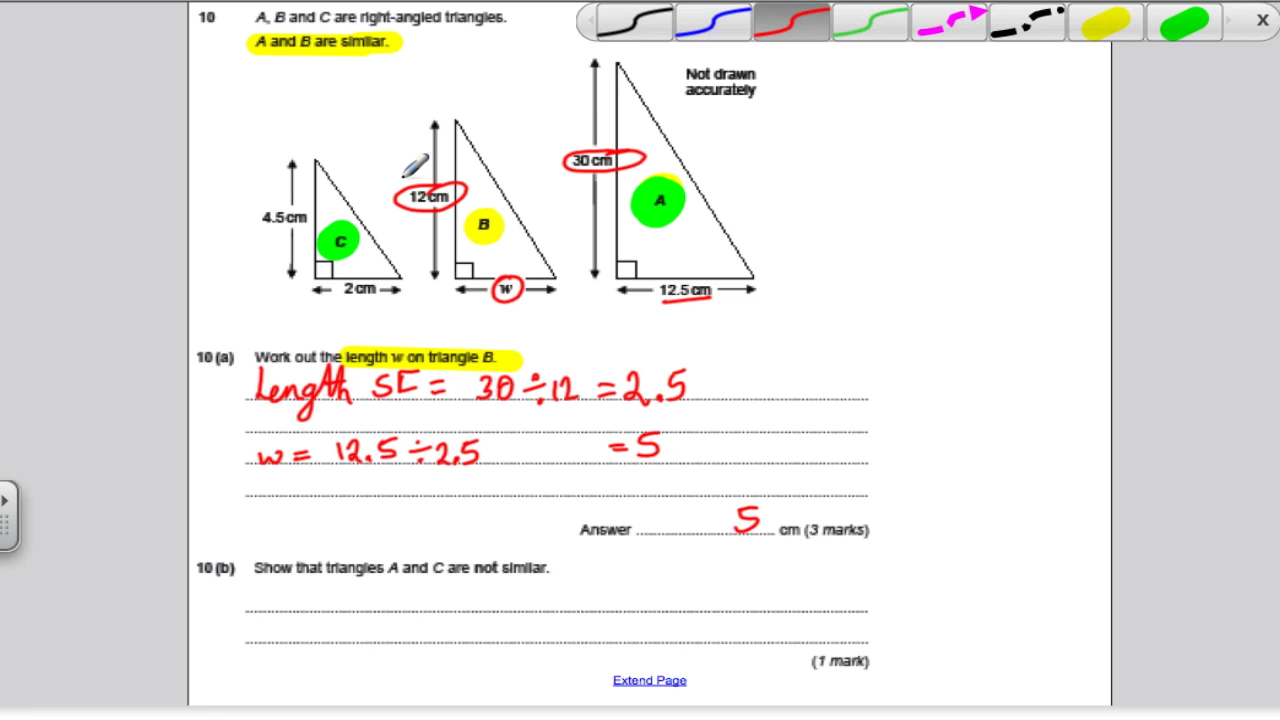 10 A, B and C are right-angled triangles.
A and B are similar.
X
Not drawn
accurately
30 cm
12 cm
A
4.5 cm
B
C
2 cm
w
12.5 cm
10 (a) Work out the length w on triangle B.
Length SF = 30 ÷ 12 = 2.5
w = 12.5 ÷ 2.5 = 5
Answer 5 cm (3 marks)
10 (b) Show that triangles A and C are not similar.
(1 mark)
Extend Page